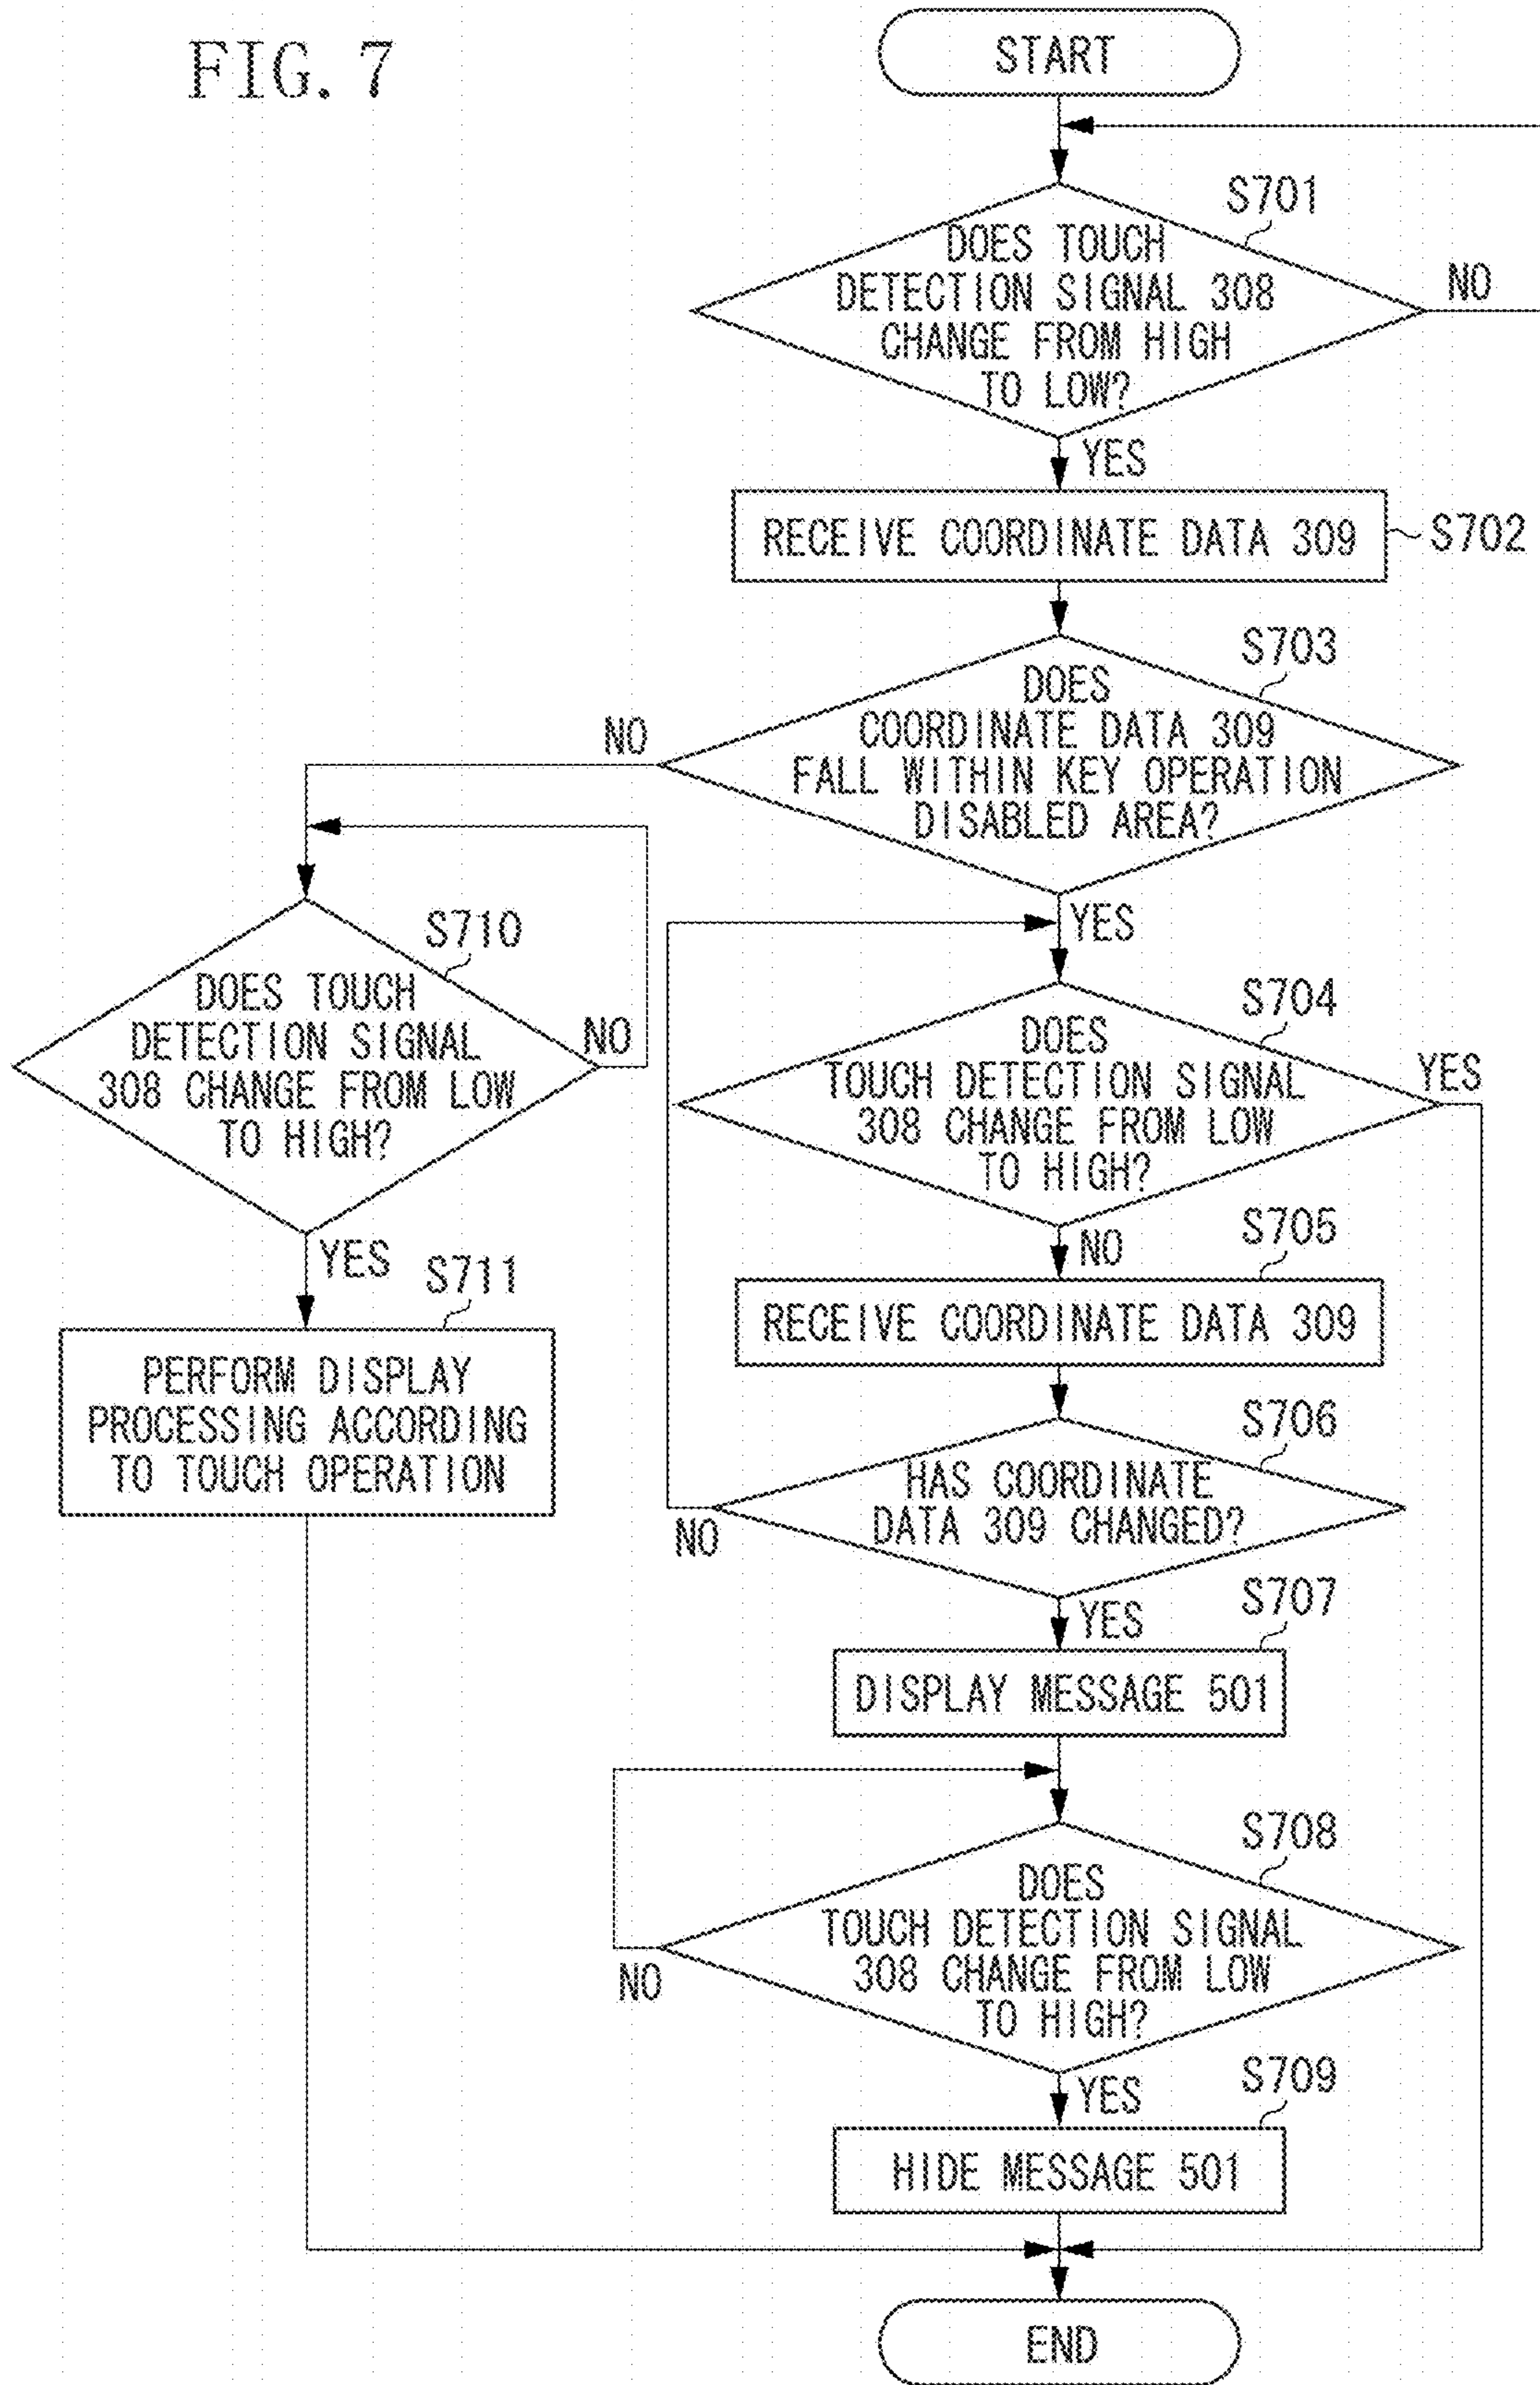 FIG. 7
START
S701
DOES TOUCH
DETECTION SIGNAL 308
CHANGE FROM HIGH
TO LOW?
NO
YES
RECEIVE COORDINATE DATA 309
S702
S703
DOES
COORDINATE DATA 309
FALL WITHIN KEY OPERATION
DISABLED AREA?
NO
YES
S710
DOES TOUCH
DETECTION SIGNAL
308 CHANGE FROM LOW
TO HIGH?
NO
YES
S711
PERFORM DISPLAY
PROCESSING ACCORDING
TO TOUCH OPERATION
S704
DOES
TOUCH DETECTION SIGNAL
308 CHANGE FROM LOW
TO HIGH?
YES
NO
S705
RECEIVE COORDINATE DATA 309
S706
HAS COORDINATE
DATA 309 CHANGED?
NO
YES
S707
DISPLAY MESSAGE 501
S708
DOES
TOUCH DETECTION SIGNAL
308 CHANGE FROM LOW
TO HIGH?
NO
YES
S709
HIDE MESSAGE 501
END